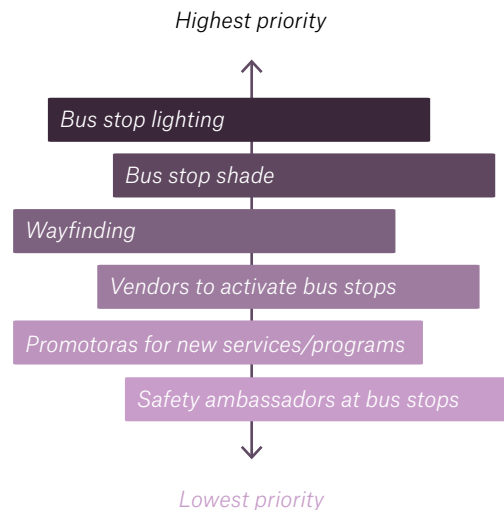 Highest priority
Bus stop lighting
Bus stop shade
Wayfinding
Vendors to activate bus stops
Promotoras for new services/programs
Safety ambassadors at bus stops
Lowest priority